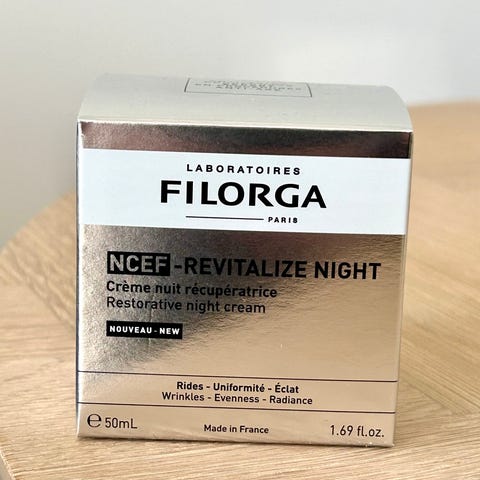 LABORATOIRES
FILORGA
PARIS
NCEF-REVITALIZE NIGHT
Crème nuit récupératrice
Restorative night cream
NOUVEAU - NEW
Rides - Uniformité - Éclat
Wrinkles - Evenness - Radiance
℮ 50mL
Made in France
1.69 fl.oz.